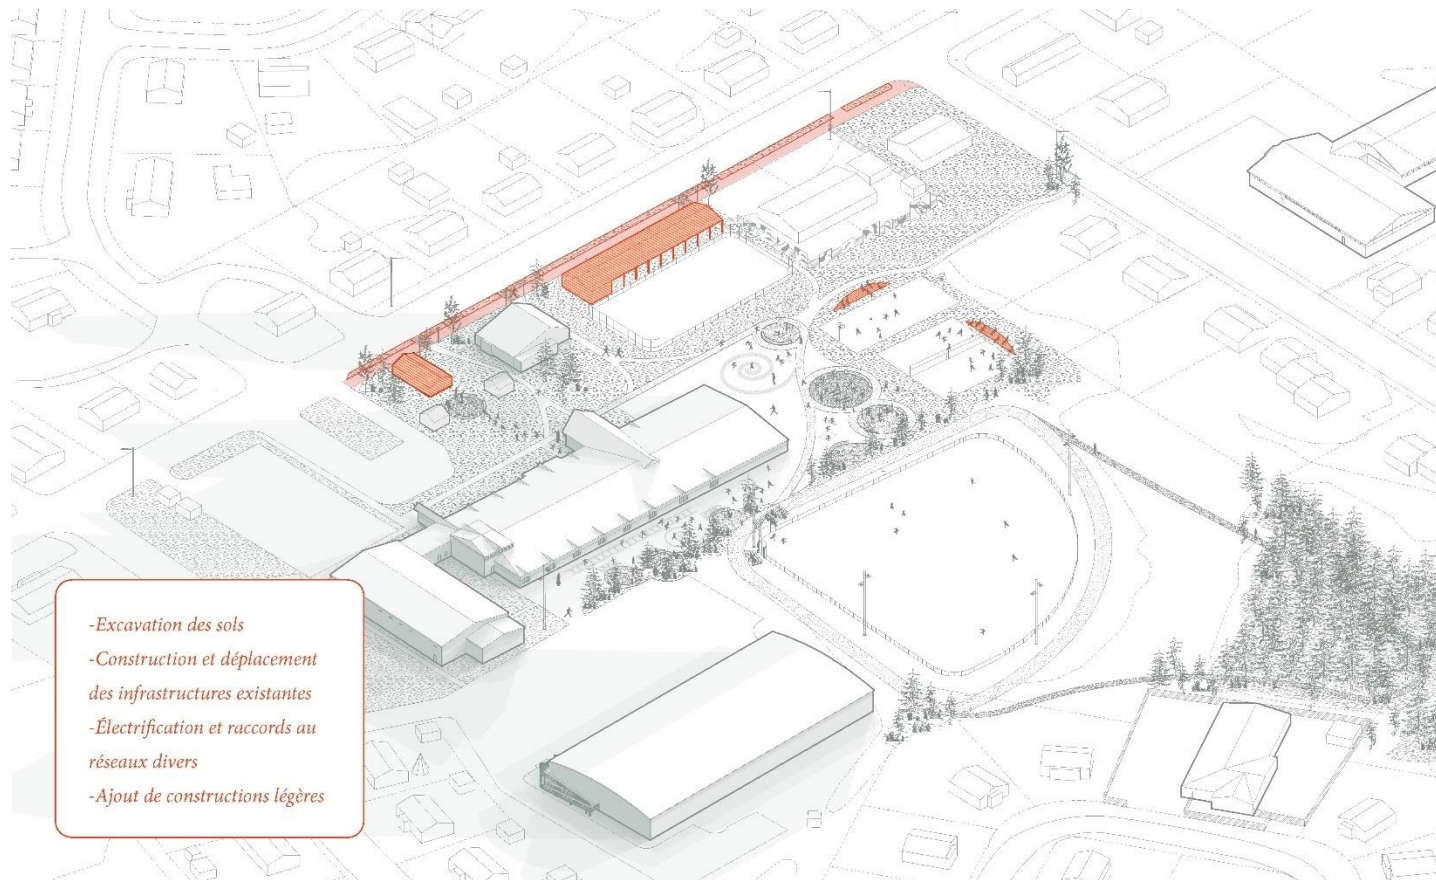 -Excavation des sols
-Construction et déplacement
des infrastructures existantes
-Électrification et raccords au
réseaux divers
-Ajout de constructions légères